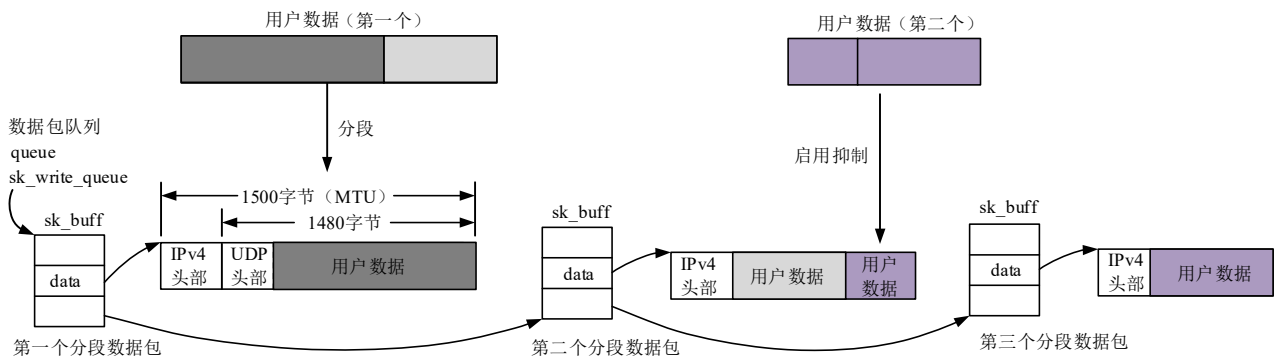 用户数据（第一个）
用户数据（第二个）
分段
启用抑制
数据包队列
queue
sk_write_queue
1500字节（MTU）
1480字节
sk_buff
data
IPv4
头部
UDP
头部
用户数据
第一个分段数据包
sk_buff
data
IPv4
头部
用户数据
用户
数据
第二个分段数据包
sk_buff
data
IPv4
头部
用户数据
第三个分段数据包